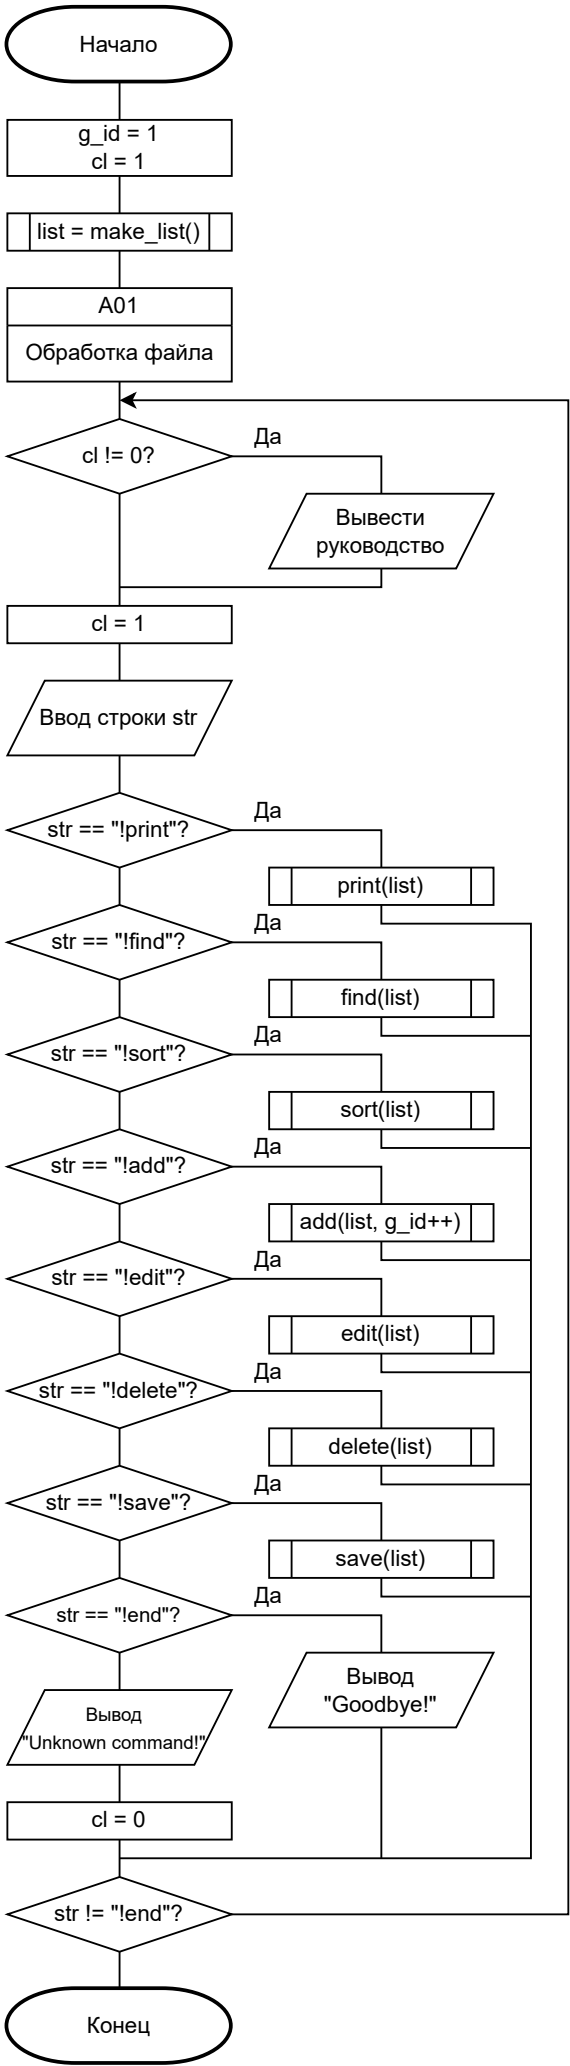 Начало
g_id = 1
cl = 1
list = make_list()
A01
Обработка файла
cl != 0?
Да
Вывести
руководство
cl = 1
Ввод строки str
str == "!print"?
Да
print(list)
str == "!find"?
Да
find(list)
str == "!sort"?
Да
sort(list)
str == "!add"?
Да
add(list, g_id++)
str == "!edit"?
Да
edit(list)
str == "!delete"?
Да
delete(list)
str == "!save"?
Да
save(list)
str == "!end"?
Да
Вывод
"Goodbye!"
Вывод
"Unknown command!"
cl = 0
str != "!end"?
Конец